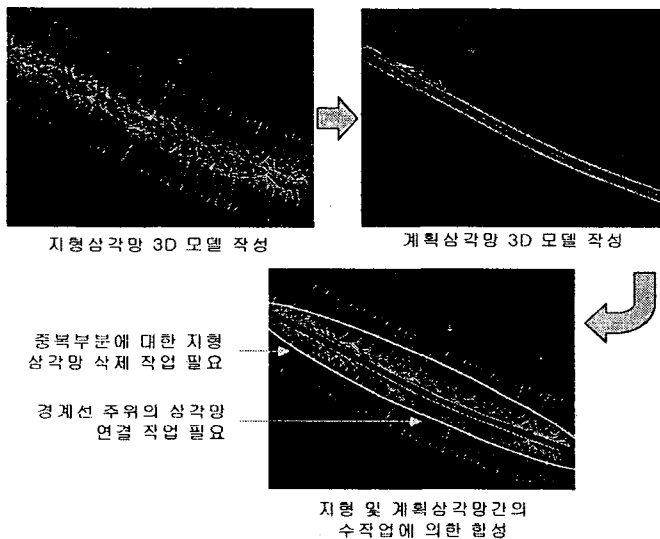 지형삼각망 3D 모델 작성
계획삼각망 3D 모델 작성
중복부분에 대한 지형
삼각망 삭제 작업 필요
경계선 주위의 삼각망
연결 작업 필요
지형 및 계획삼각망간의
수작업에 의한 합성